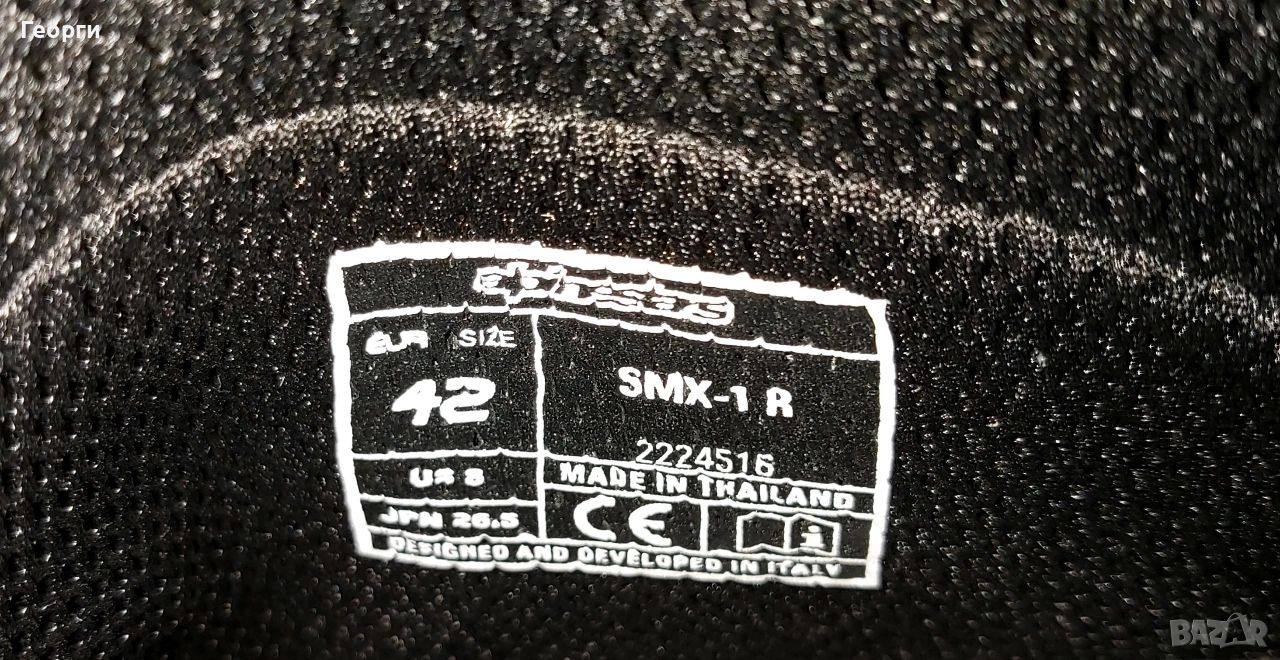 Георги
EUR SIZE
42
SMX-1 R
2224516
US 8
MADE IN THAILAND
JPN 26.5
CE
i
DESIGNED AND DEVELOPED IN ITALY
BAZAR